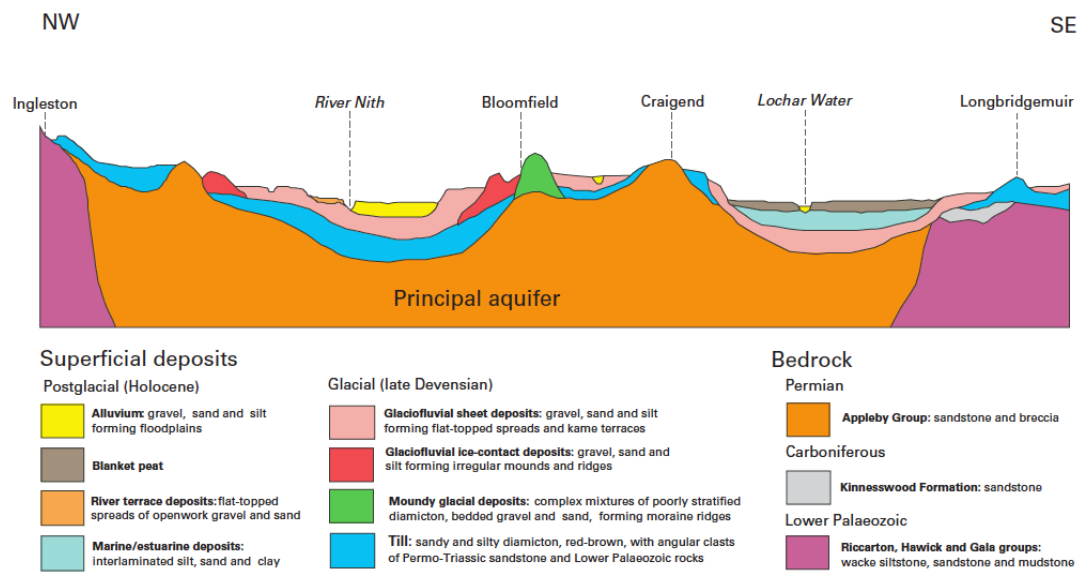 NW
SE
Ingleston
River Nith
Bloomfield
Craigend
Lochar Water
Longbridgemuir
Principal aquifer
Superficial deposits
Postglacial (Holocene)
Alluvium: gravel, sand and silt
forming floodplains
Blanket peat
River terrace deposits: flat-topped
spreads of openwork gravel and sand
Marine/estuarine deposits:
interlaminated silt, sand and clay
Glacial (late Devensian)
Glaciofluvial sheet deposits: gravel, sand and silt
forming flat-topped spreads and kame terraces
Glaciofluvial ice-contact deposits: gravel, sand and
silt forming irregular mounds and ridges
Moundy glacial deposits: complex mixtures of poorly stratified
diamicton, bedded gravel and sand, forming moraine ridges
Till: sandy and silty diamicton, red-brown, with angular clasts
of Permo-Triassic sandstone and Lower Palaeozoic rocks
Bedrock
Permian
Appleby Group: sandstone and breccia
Carboniferous
Kinnesswood Formation: sandstone
Lower Palaeozoic
Riccarton, Hawick and Gala groups:
wacke siltstone, sandstone and mudstone